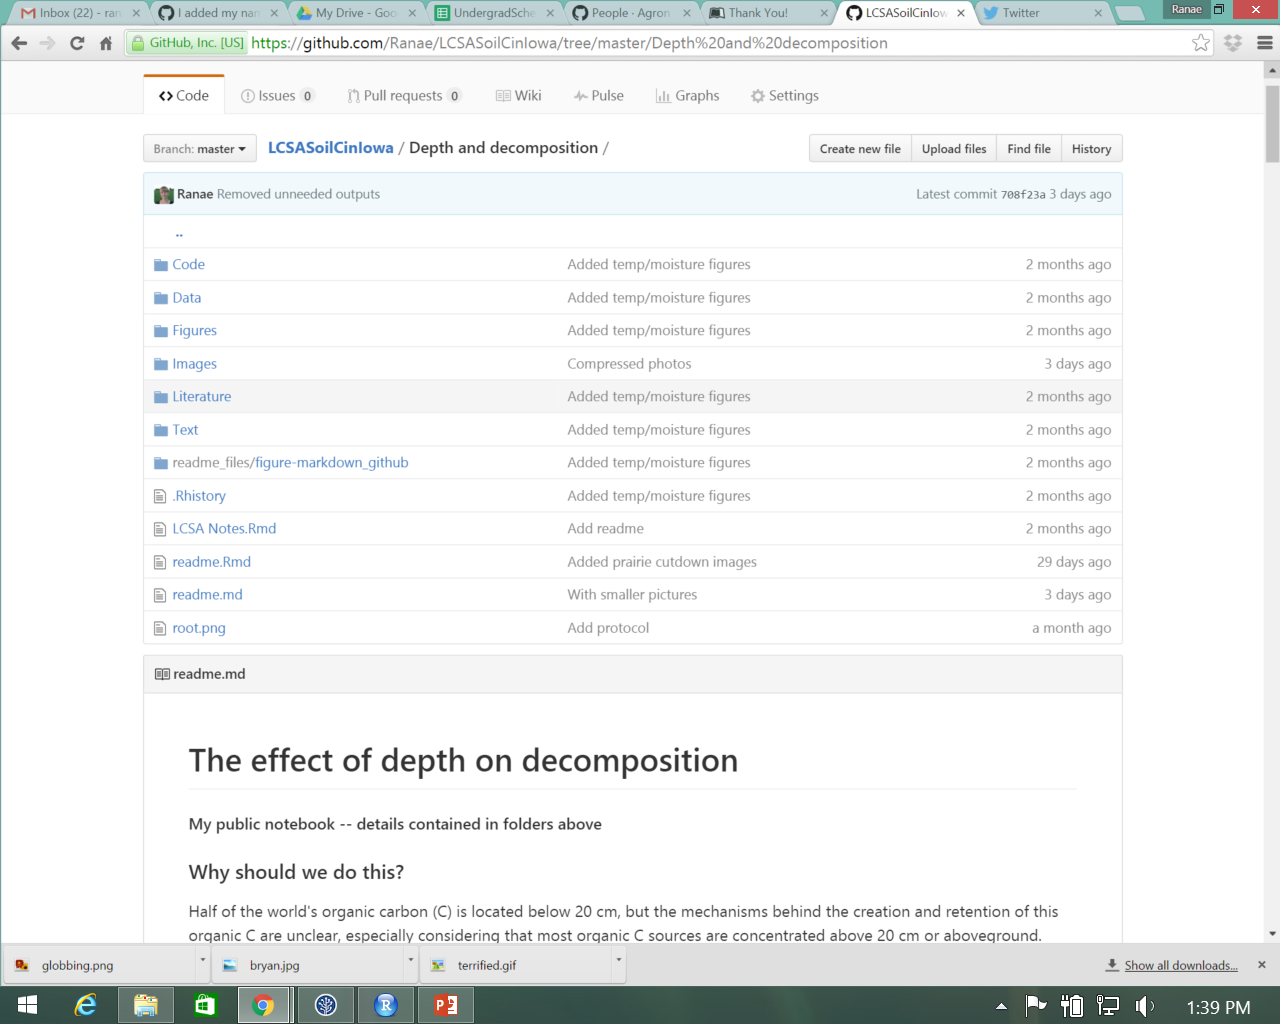 Inbox (22) - ran
I added my nam
My Drive - Goo
UndergradSche
People · Agron
Thank You!
LCSASoilCinIow
Twitter
Ranae
GitHub, Inc. [US] https://github.com/Ranae/LCSASoilCinIowa/tree/master/Depth%20and%20decomposition
Code Issues 0 Pull requests 0 Wiki Pulse Graphs Settings
Branch: master LCSASoilCinIowa / Depth and decomposition / Create new file Upload files Find file History
Ranae Removed unneeded outputs Latest commit 708f23a 3 days ago
..
Code Added temp/moisture figures 2 months ago
Data Added temp/moisture figures 2 months ago
Figures Added temp/moisture figures 2 months ago
Images Compressed photos 3 days ago
Literature Added temp/moisture figures 2 months ago
Text Added temp/moisture figures 2 months ago
readme_files/figure-markdown_github Added temp/moisture figures 2 months ago
.Rhistory Added temp/moisture figures 2 months ago
LCSA Notes.Rmd Add readme 2 months ago
readme.Rmd Added prairie cutdown images 29 days ago
readme.md With smaller pictures 3 days ago
root.png Add protocol a month ago
readme.md
The effect of depth on decomposition
My public notebook -- details contained in folders above
Why should we do this?
Half of the world's organic carbon (C) is located below 20 cm, but the mechanisms behind the creation and retention of this
organic C are unclear, especially considering that most organic C sources are concentrated above 20 cm or aboveground.
globbing.png bryan.jpg terrified.gif Show all downloads...
1:39 PM